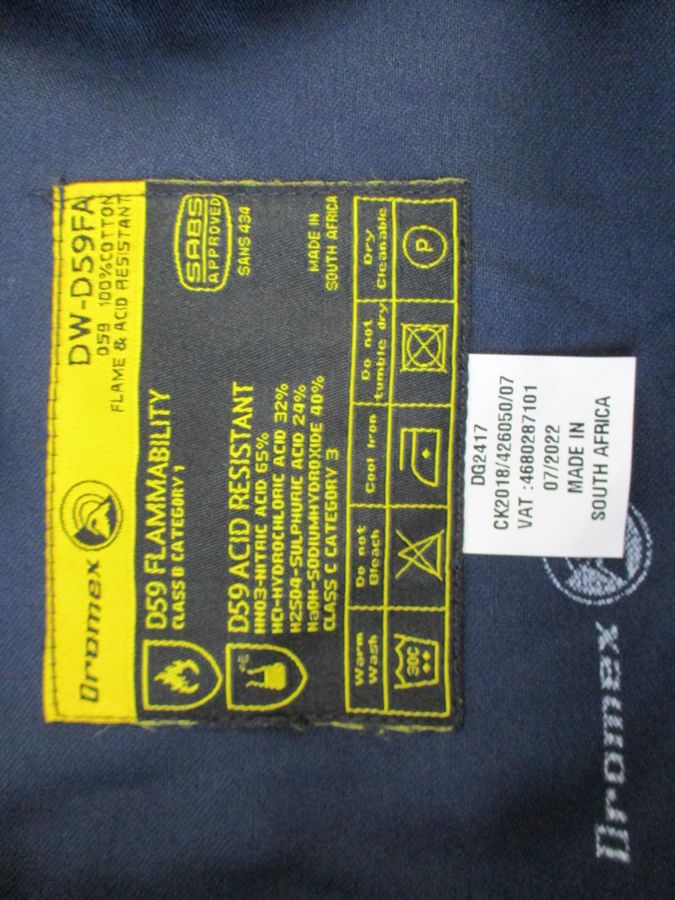 Dromex
DW-D59FA
D59 100%COTTON
FLAME & ACID RESISTANT
D59 FLAMMABILITY
CLASS B CATEGORY 1
SABS
APPROVED
SANS 434
D59 ACID RESISTANT
HNO3-NITRIC ACID 65%
HCl-HYDROCHLORIC ACID 32%
H2SO4-SULPHURIC ACID 24%
NaOH-SODIUMHYDROXIDE 40%
CLASS C CATEGORY 3
MADE IN
SOUTH AFRICA
Warm Wash
Do not Bleach
Cool Iron
Do not tumble dry
Dry Cleanable
30C
P
DG2417
CK2018/426050/07
VAT :4680287101
07/2022
MADE IN
SOUTH AFRICA
Dromex